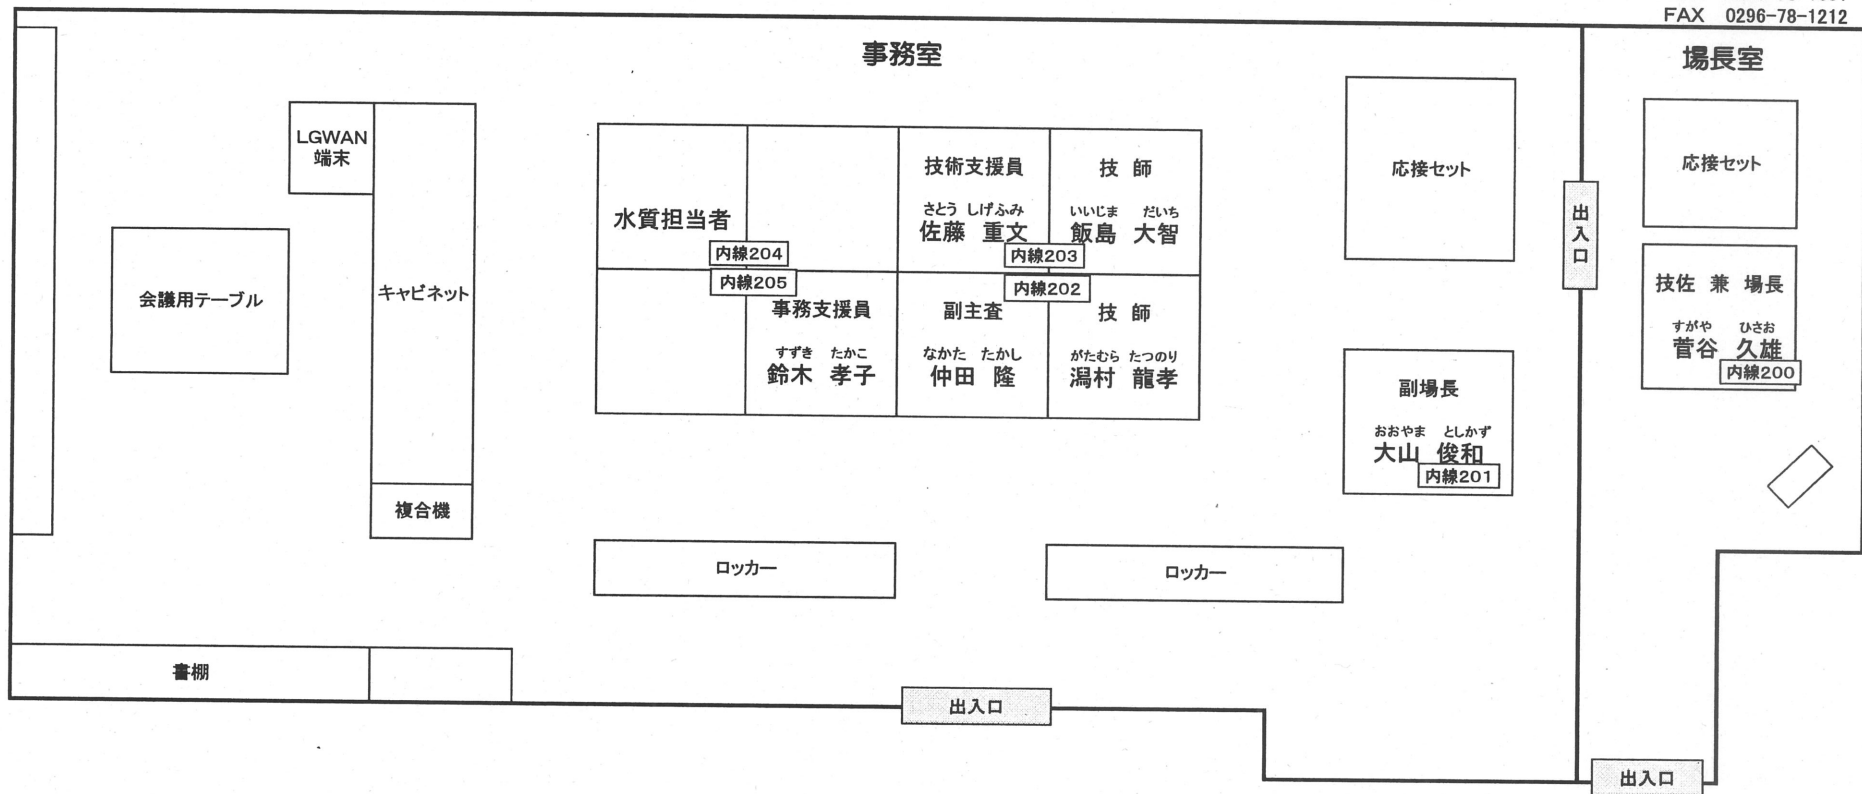 FAX 0296-78-1212
事務室
場長室
LGWAN
端末
キャビネット
会議用テーブル
複合機
水質担当者
内線204
技術支援員
さとう しげふみ
佐藤 重文
内線203
技 師
いいじま だいち
飯島 大智
内線205
事務支援員
すずき たかこ
鈴木 孝子
副主査
なかた たかし
仲田 隆
内線202
技 師
がたむら たつのり
潟村 龍孝
応接セット
出入口
応接セット
技佐 兼 場長
すがや ひさお
菅谷 久雄
内線200
副場長
おおやま としかず
大山 俊和
内線201
ロッカー
ロッカー
書棚
出入口
出入口